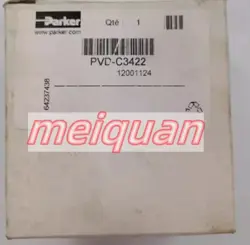 Parker
Qté 1
www.parker.com
PVD-C3422
12001124
64237436
meiquan